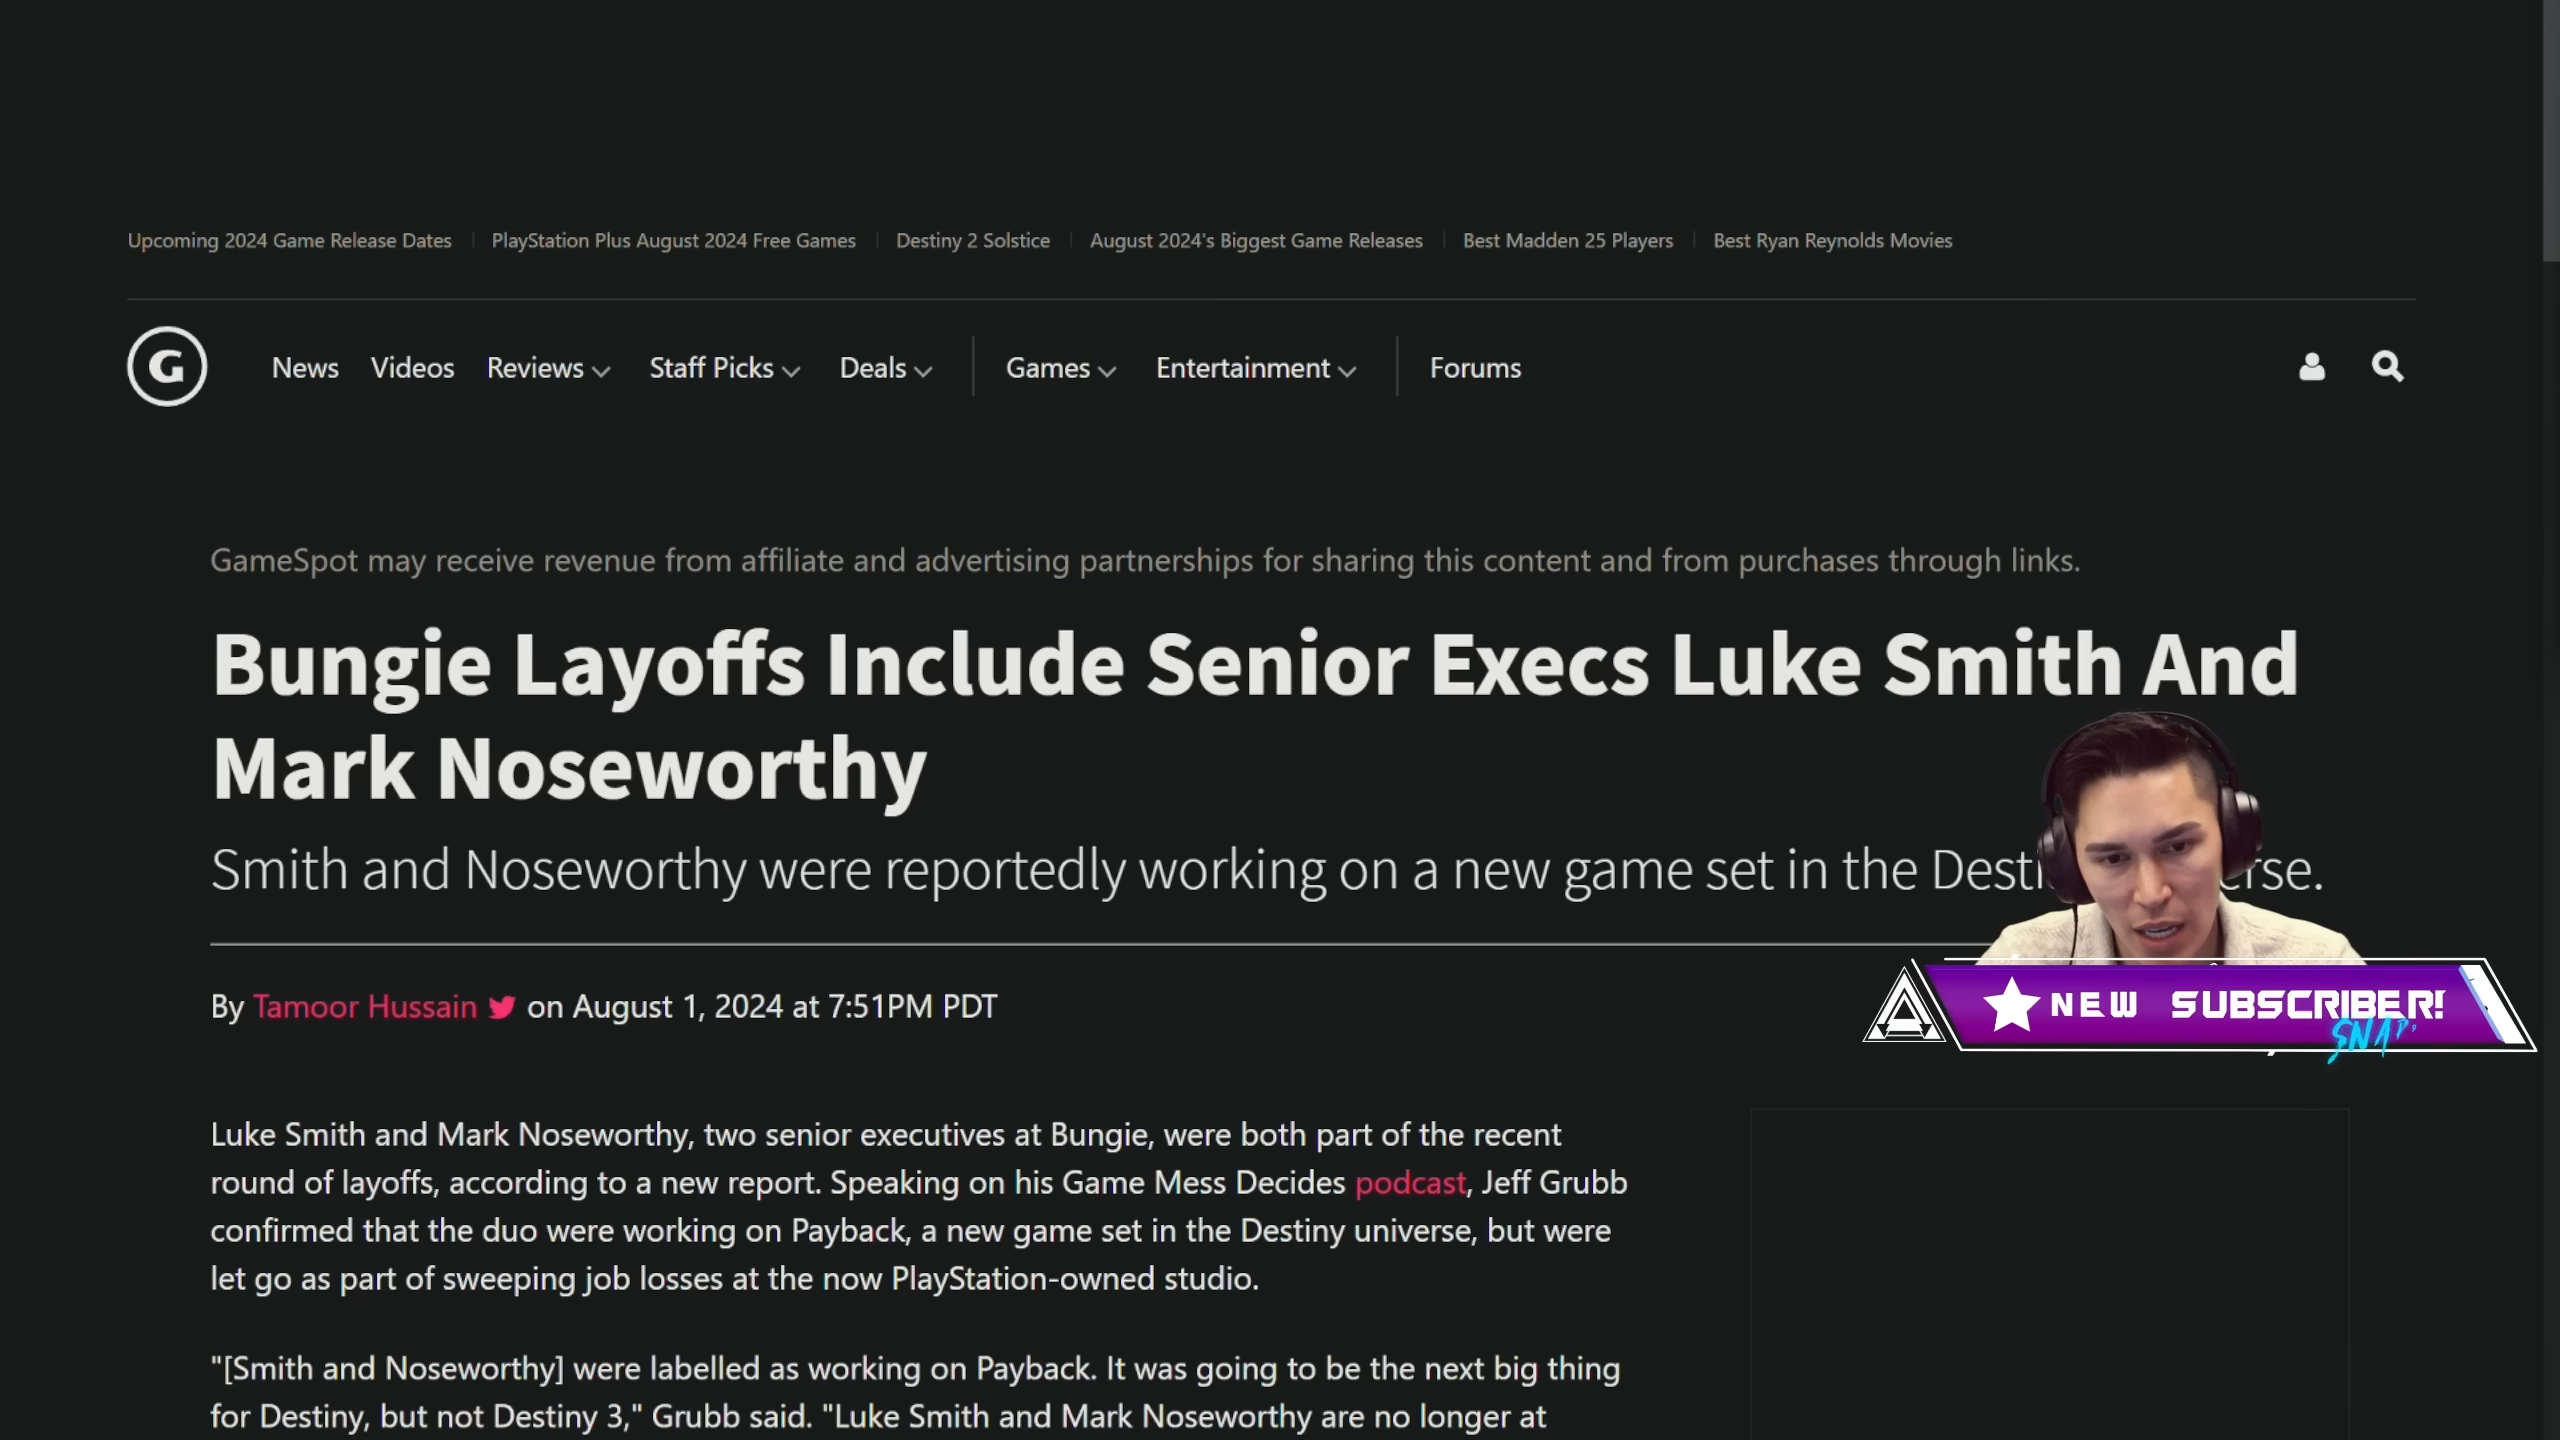 Upcoming 2024 Game Release Dates PlayStation Plus August 2024 Free Games Destiny 2 Solstice August 2024's Biggest Game Releases Best Madden 25 Players Best Ryan Reynolds Movies
G News Videos Reviews Staff Picks Deals Games Entertainment Forums
GameSpot may receive revenue from affiliate and advertising partnerships for sharing this content and from purchases through links.
Bungie Layoffs Include Senior Execs Luke Smith And
Mark Noseworthy
Smith and Noseworthy were reportedly working on a new game set in the
By Tamoor Hussain on August 1, 2024 at 7:51PM PDT
NEW SUBSCRIBER!
Luke Smith and Mark Noseworthy, two senior executives at Bungie, were both part of the recent
round of layoffs, according to a new report. Speaking on his Game Mess Decides podcast, Jeff Grubb
confirmed that the duo were working on Payback, a new game set in the Destiny universe, but were
let go as part of sweeping job losses at the now PlayStation-owned studio.
"[Smith and Noseworthy] were labelled as working on Payback. It was going to be the next big thing
for Destiny, but not Destiny 3," Grubb said. "Luke Smith and Mark Noseworthy are no longer at